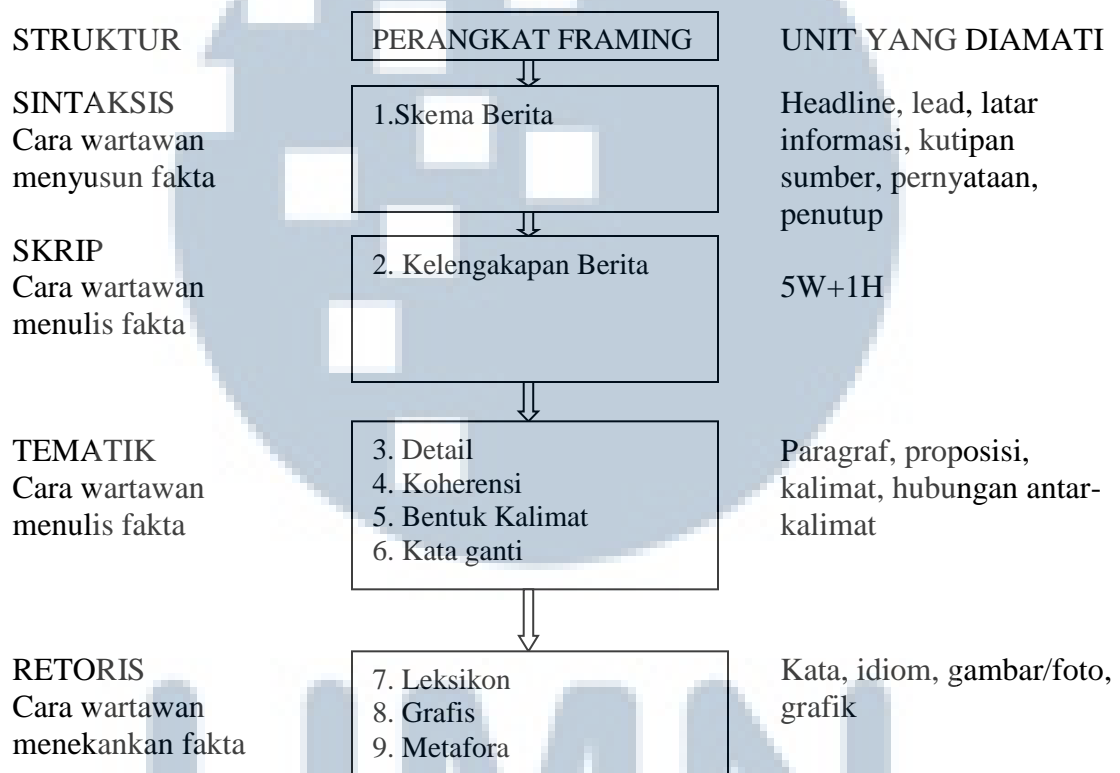 STRUKTUR
PERANGKAT FRAMING
UNIT YANG DIAMATI
SINTAKSIS
Cara wartawan
menyusun fakta
1.Skema Berita
Headline, lead, latar
informasi, kutipan
sumber, pernyataan,
penutup
SKRIP
Cara wartawan
menulis fakta
2. Kelengakapan Berita
5W+1H
TEMATIK
Cara wartawan
menulis fakta
3. Detail
4. Koherensi
5. Bentuk Kalimat
6. Kata ganti
Paragraf, proposisi,
kalimat, hubungan antar-
kalimat
RETORIS
Cara wartawan
menekankan fakta
7. Leksikon
8. Grafis
9. Metafora
Kata, idiom, gambar/foto,
grafik